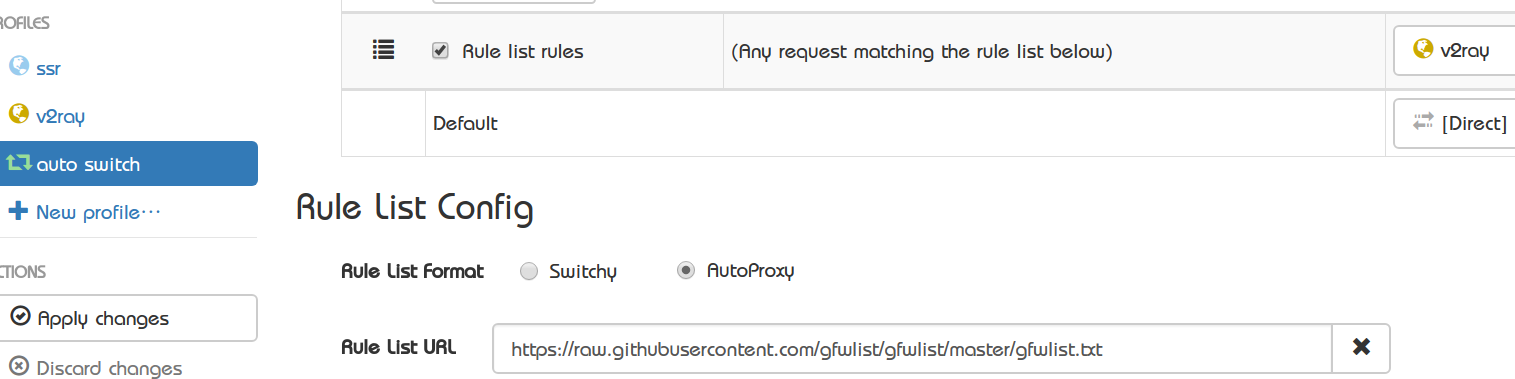 ROFILES
ssr
v2ray
auto switch
New profile…
CTIONS
Apply changes
Discard changes
Rule list rules (Any request matching the rule list below) v2ray
Default [Direct]
Rule List Config
Rule List Format Switchy AutoProxy
Rule List URL https://raw.githubusercontent.com/gfwlist/gfwlist/master/gfwlist.txt